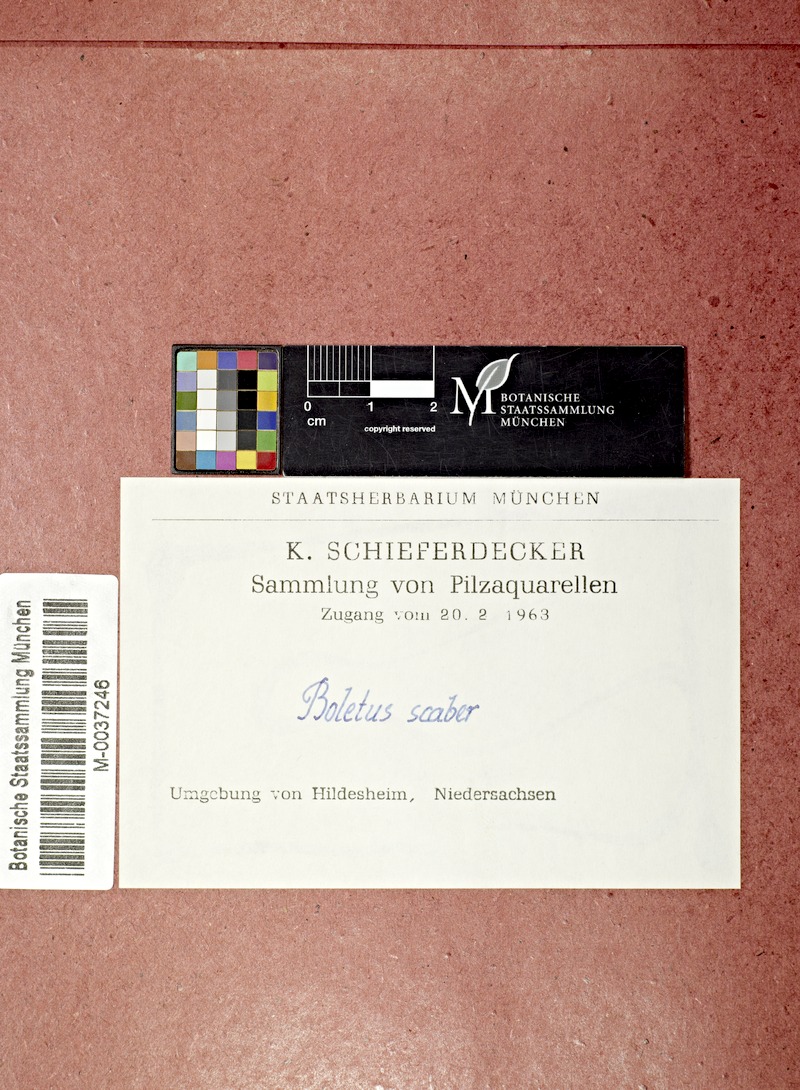 0 1 2
cm
copyright reserved
M BOTANISCHE
STAATSSAMMLUNG
MÜNCHEN
STAATSHERBARIUM MÜNCHEN
K. SCHIEFERDECKER
Sammlung von Pilzaquarellen
Zugang vom 20. 2 1963
Boletus scaber
Umgebung von Hildesheim, Niedersachsen
Botanische Staatssammlung München
M-0037246